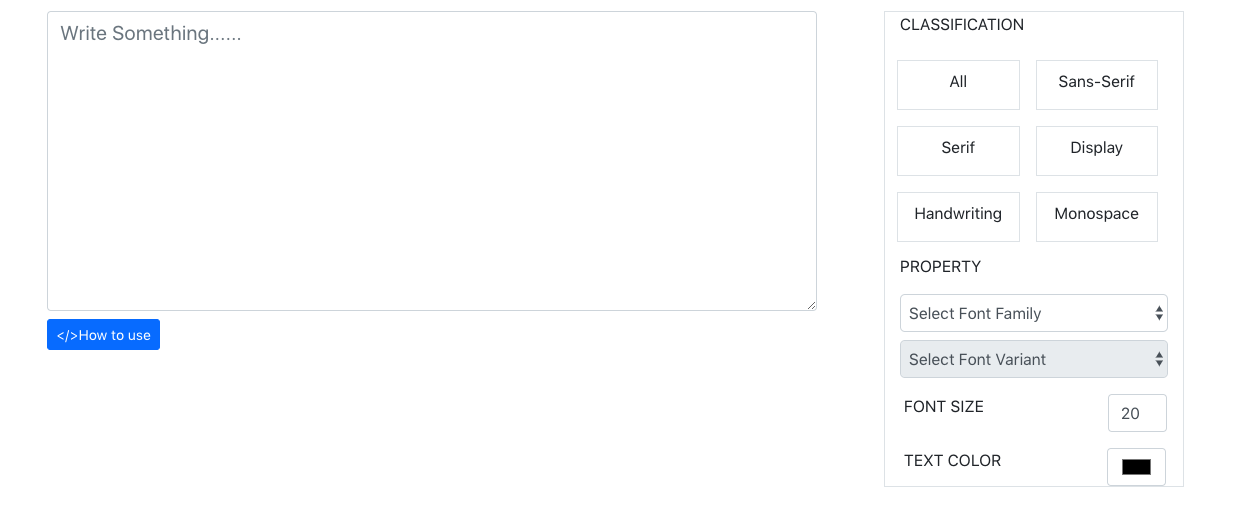 Write Something......
</>How to use
CLASSIFICATION
All
Sans-Serif
Serif
Display
Handwriting
Monospace
PROPERTY
Select Font Family
Select Font Variant
FONT SIZE
20
TEXT COLOR